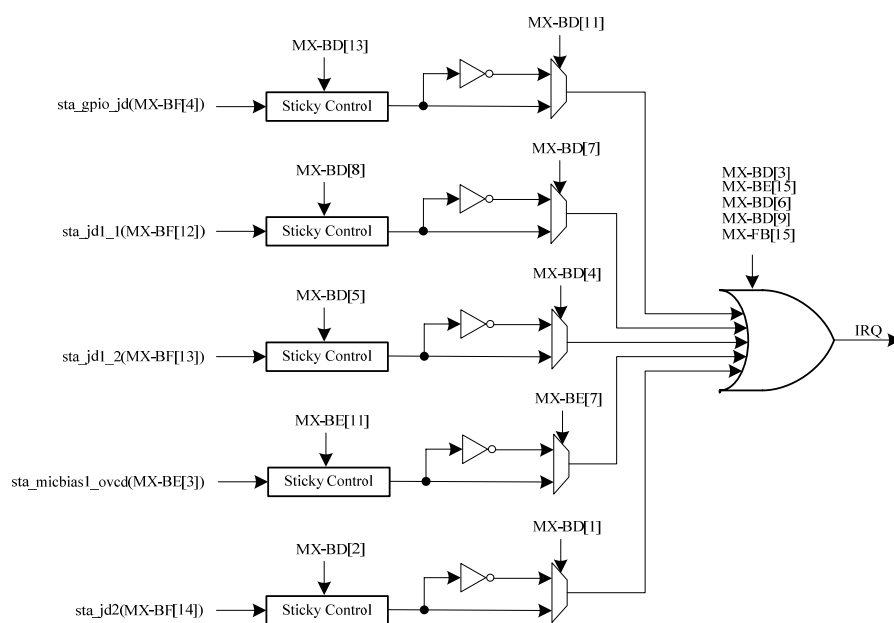 MX-BD[11]
MX-BD[13]
sta_gpio_jd(MX-BF[4])
Sticky Control
MX-BD[7]
MX-BD[8]
sta_jd1_1(MX-BF[12])
Sticky Control
MX-BD[3]
MX-BE[15]
MX-BD[6]
MX-BD[9]
MX-FB[15]
MX-BD[4]
MX-BD[5]
sta_jd1_2(MX-BF[13])
Sticky Control
IRQ
MX-BE[7]
MX-BE[11]
sta_micbias1_ovcd(MX-BE[3])
Sticky Control
MX-BD[1]
MX-BD[2]
sta_jd2(MX-BF[14])
Sticky Control